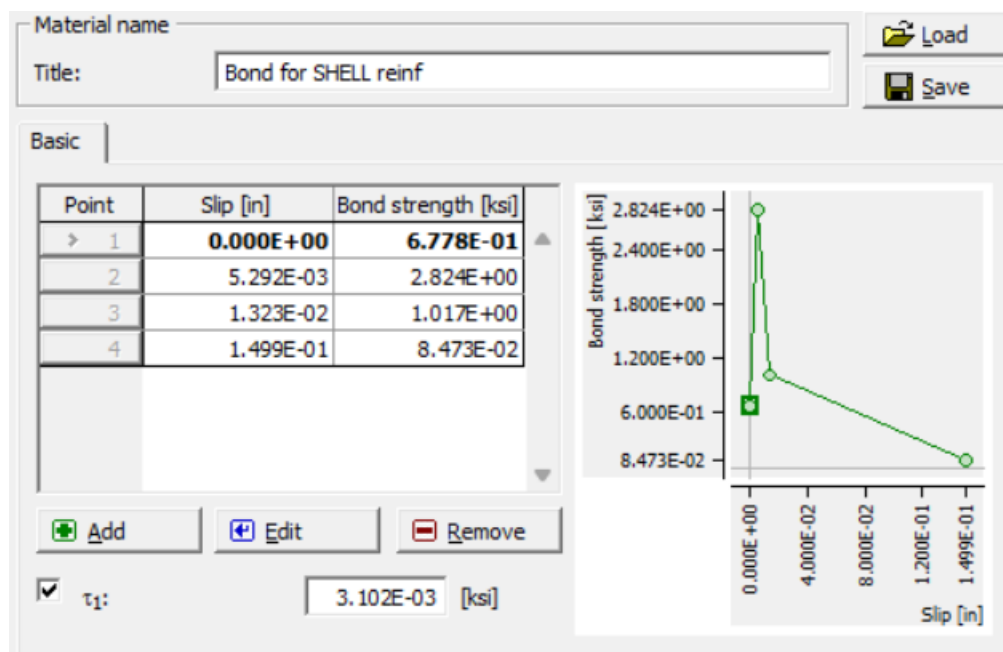 Material name
Title: Bond for SHELL reinf
Load
Save
Basic
Point Slip [in] Bond strength [ksi]
> 1 0.000E+00 6.778E-01
2 5.292E-03 2.824E+00
3 1.323E-02 1.017E+00
4 1.499E-01 8.473E-02
Add Edit Remove
τ1: 3.102E-03 [ksi]
Bond strength [ksi]
2.824E+00
2.400E+00
1.800E+00
1.200E+00
6.000E-01
8.473E-02
0.000E+00
4.000E-02
8.000E-02
1.200E-01
1.499E-01
Slip [in]